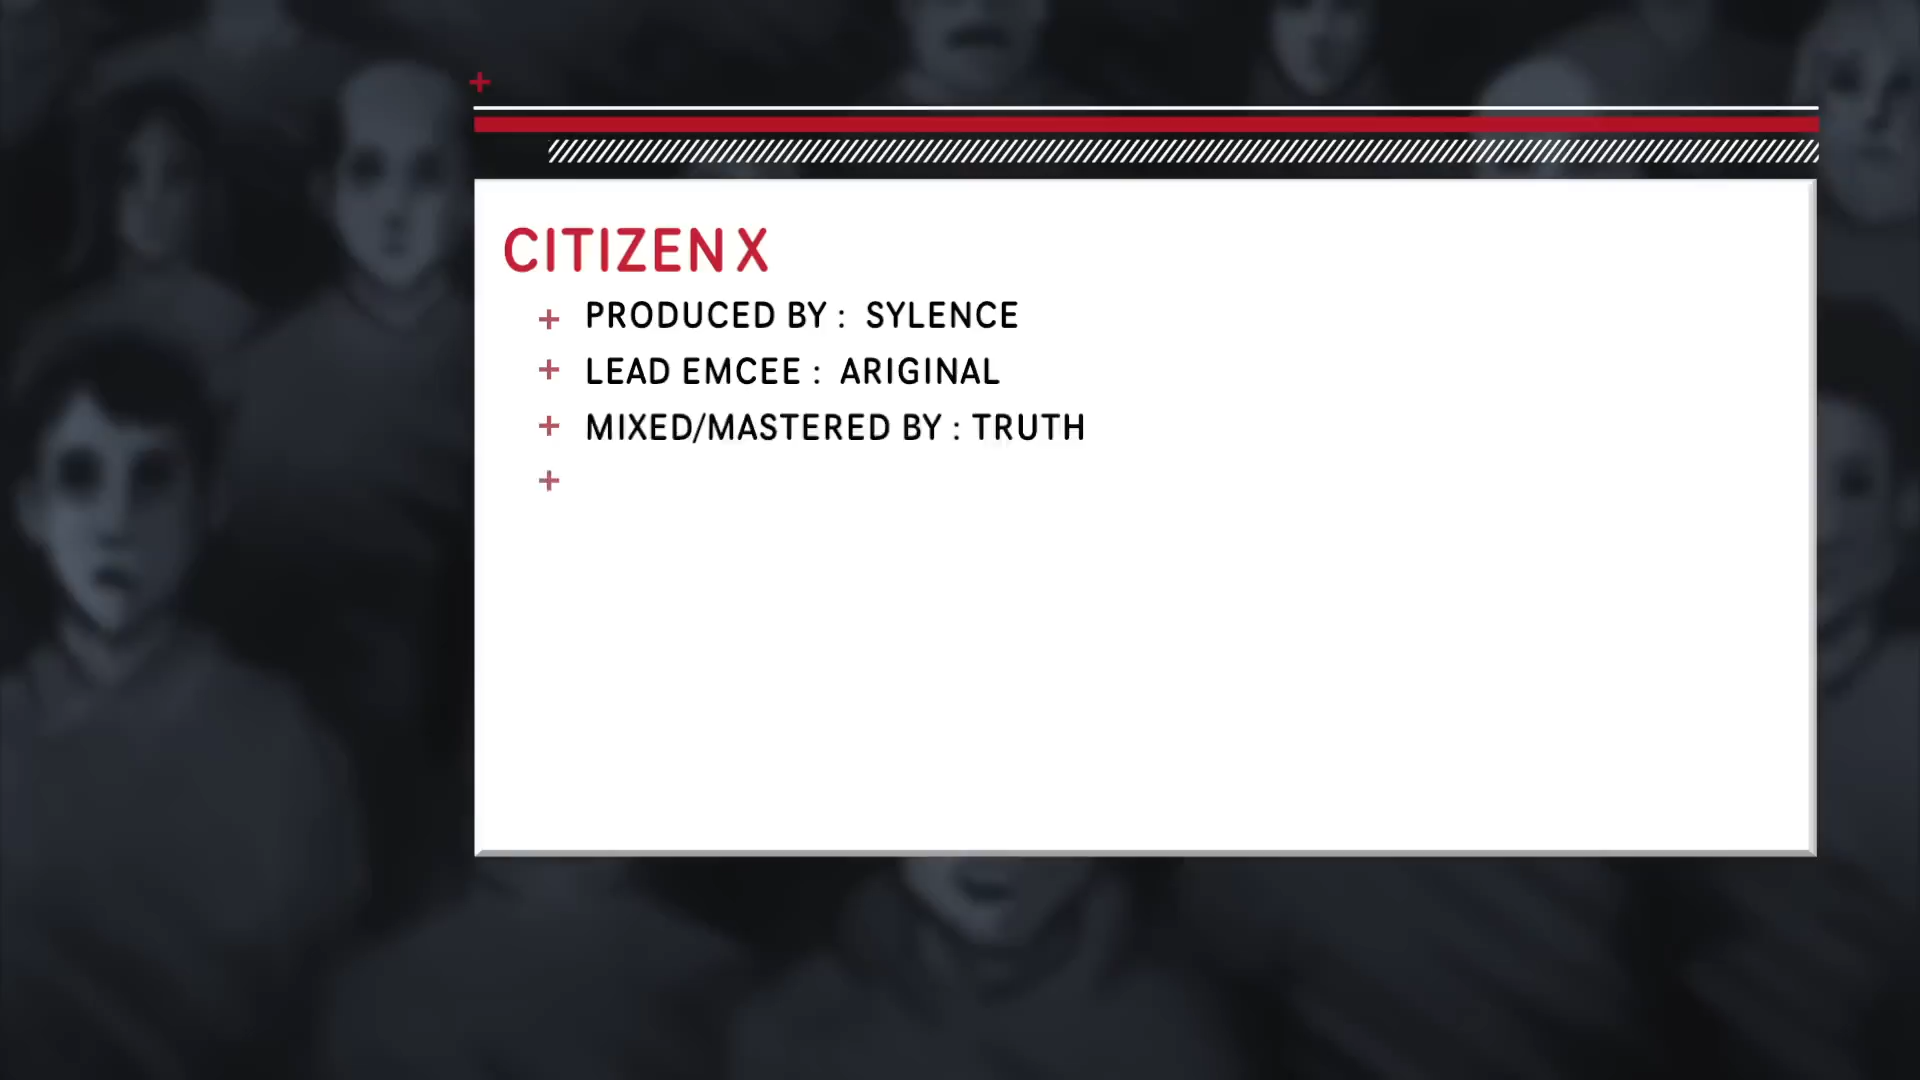 CITIZEN X
+ PRODUCED BY : SYLENCE
+ LEAD EMCEE : ARIGINAL
+ MIXED/MASTERED BY : TRUTH
+